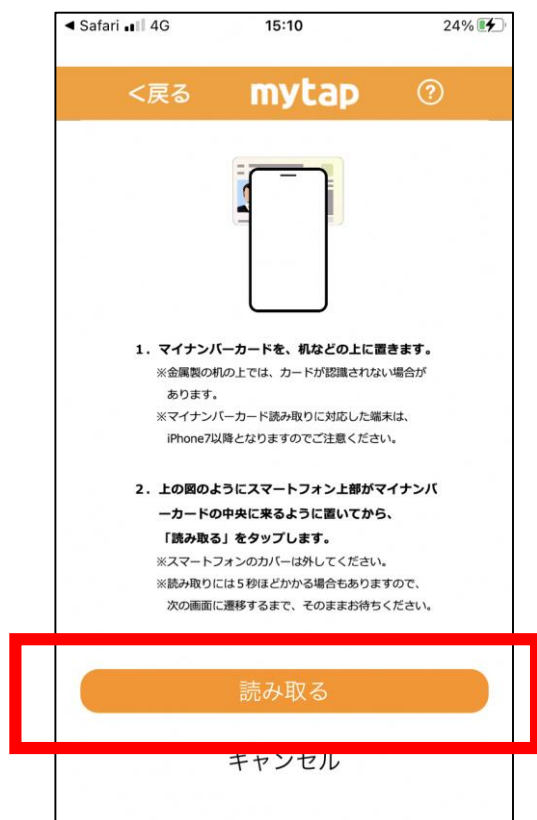 ◀ Safari 4G 15:10 24%
<戻る mytap ?
1. マイナンバーカードを、机などの上に置きます。
※金属製の机の上では、カードが認識されない場合が
あります。
※マイナンバーカード読み取りに対応した端末は、
iPhone7以降となりますのでご注意ください。
2. 上の図のようにスマートフォン上部がマイナンバ
ーカードの中央に来るように置いてから、
「読み取る」をタップします。
※スマートフォンのカバーは外してください。
※読み取りには5秒ほどかかる場合もありますので、
次の画面に遷移するまで、そのままお待ちください。
読み取る
キャンセル